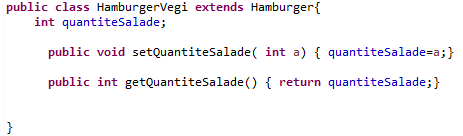 public class HamburgerVegi extends Hamburger{
int quantiteSalade;
public void setQuantiteSalade( int a) { quantiteSalade=a;}
public int getQuantiteSalade() { return quantiteSalade;}
}